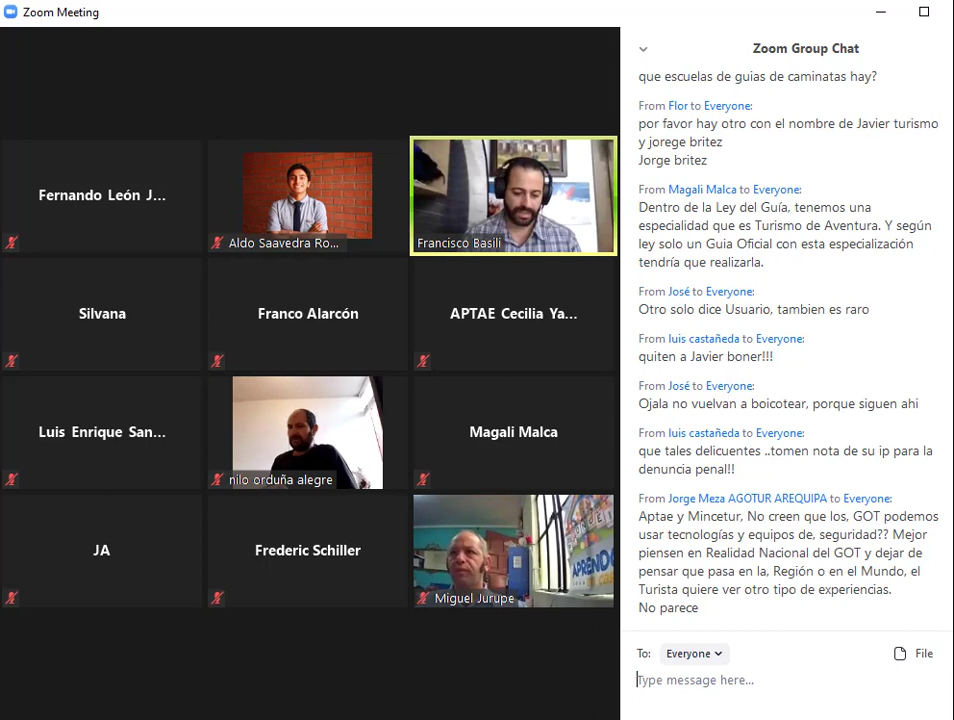 Zoom Meeting
Fernando León J...
Aldo Saavedra Ro...
Francisco Basili
Silvana
Franco Alarcón
APTAE Cecilia Ya...
Luis Enrique San...
nilo orduña alegre
Magali Malca
JA
Frederic Schiller
Miguel Jurupe
APRENDO
Zoom Group Chat
que escuelas de guias de caminatas hay?
From Flor to Everyone:
por favor hay otro con el nombre de Javier turismo
y jorege britez
Jorge britez
From Magali Malca to Everyone:
Dentro de la Ley del Guía, tenemos una
especialidad que es Turismo de Aventura. Y según
ley solo un Guia Oficial con esta especialización
tendría que realizarla.
From José to Everyone:
Otro solo dice Usuario, tambien es raro
From luis castañeda to Everyone:
quiten a Javier boner!!!
From José to Everyone:
Ojala no vuelvan a boicotear, porque siguen ahi
From luis castañeda to Everyone:
que tales delicuentes ..tomen nota de su ip para la
denuncia penal!!
From Jorge Meza AGOTUR AREQUIPA to Everyone:
Aptae y Mincetur, No creen que los, GOT podemos
usar tecnologías y equipos de, seguridad?? Mejor
piensen en Realidad Nacional del GOT y dejar de
pensar que pasa en la, Región o en el Mundo, el
Turista quiere ver otro tipo de experiencias.
No parece
To: Everyone
File
Type message here...